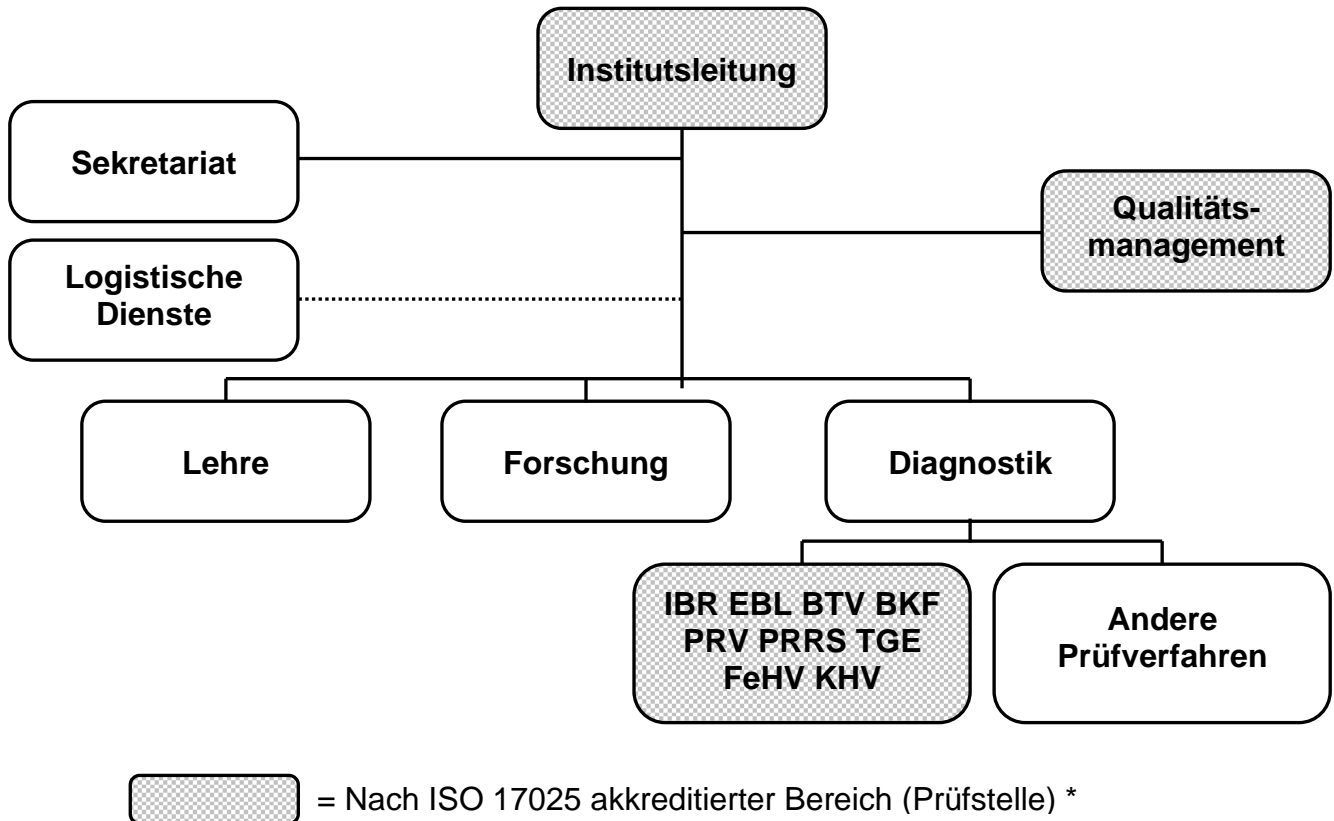 Institutsleitung
Sekretariat
Qualitäts-
management
Logistische
Dienste
Lehre
Forschung
Diagnostik
IBR EBL BTV BKF
PRV PRRS TGE
FeHV KHV
Andere
Prüfverfahren
= Nach ISO 17025 akkreditierter Bereich (Prüfstelle) *